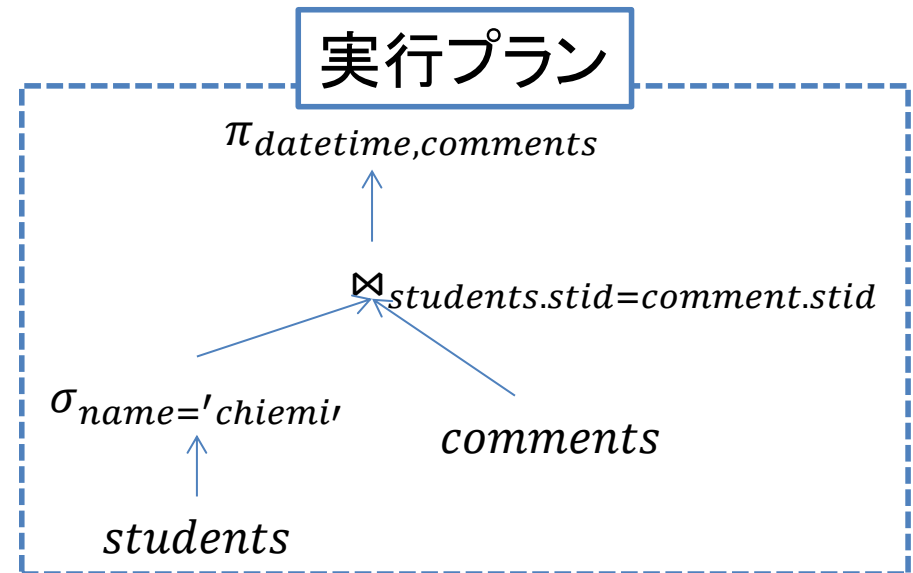 実行プラン
π datetime,comments
⋈ students.stid=comment.stid
σ name='chiemi'
comments
students